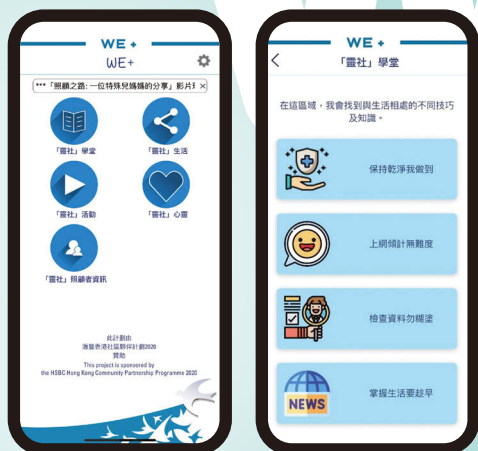 WE +
WE+
***「照顧之路: 一位特殊兒媽媽的分享」影片
「靈社」學堂
「靈社」生活
「靈社」活動
「靈社」心靈
「靈社」照顧者資訊
此計劃由
滙豐香港社區夥伴計劃2020
贊助
This project is sponsored by
the HSBC Hong Kong Community Partnership Programme 2020
WE +
「靈社」學堂
在這區域，我會找到與生活相處的不同技巧
及知識。
保持乾淨我做到
上網傾計無難度
檢查資料勿糊塗
NEWS
掌握生活要趁早